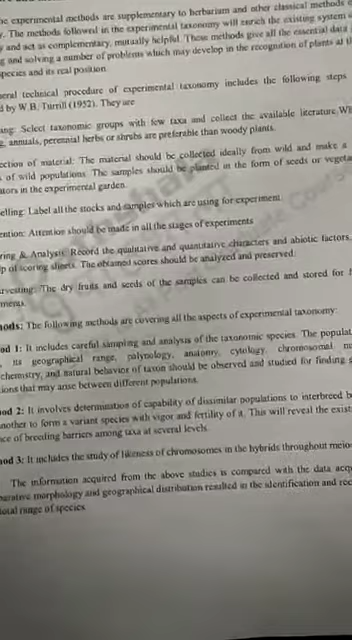 experimental methods are supplementary to herbarium and other classical methods
The methods followed in the experimental taxonomy will enrich the existing system
and act as complementary, mutually helpful. These methods give all the essential data
and solving a number of problems which may develop in the recognition of plants at
species and its real position.
technical procedure of experimental taxonomy includes the following steps
by W.B. Turrill (1952). They are
Select taxonomic groups with few taxa and collect the available literature.
annuals, perennial herbs or shrubs are preferable than woody plants.
of material: The material should be collected ideally from wild and make a
of wild populations. The samples should be planted in the form of seeds or
in the experimental garden.
elling: Label all the stocks and samples which are using for experiment.
ention: Attention should be made in all the stages of experiments
ring & Analysis: Record the qualitative and quantitative characters and abiotic factors.
p of scoring sheets. The obtained scores should be analyzed and preserved.
rvesting: The dry fruits and seeds of the samples can be collected and stored for
ments.
hods: The following methods are covering all the aspects of experimental taxonomy:
od 1: It includes careful sampling and analysis of the taxonomic species. The populat
its geographical range, palynology, anatomy, cytology, chromosomal
chemistry, and natural behavior of taxon should be observed and studied for finding
tions that may arise between different populations.
hod 2: It involves determination of capability of dissimilar populations to interbreed
nother to form a variant species with vigor and fertility of it. This will reveal the exist
nce of breeding barriers among taxa at several levels.
hod 3: It includes the study of likeness of chromosomes in the hybrids throughout meio
The information acquired from the above studies is compared with the data acqu
parative morphology and geographical distribution resulted in the identification and rec
total range of species.